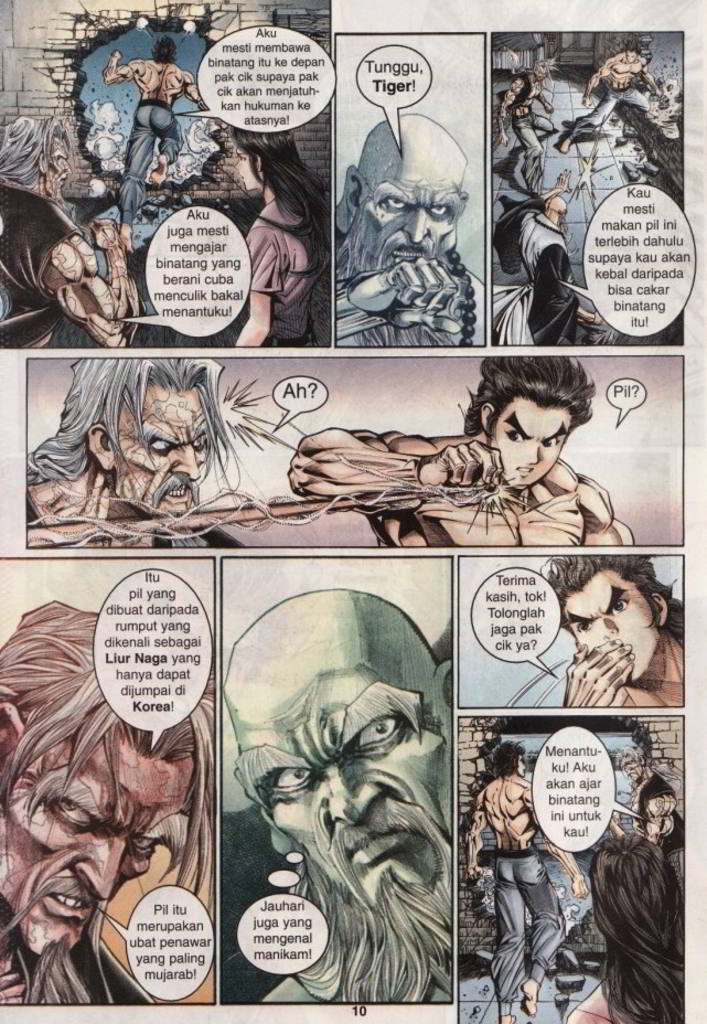 Aku
mesti membawa
binatang itu ke depan
pak cik supaya pak
cik akan menjatuh-
kan hukuman ke
atasnya!
Aku
juga mesti
mengajar
binatang yang
berani cuba
menculik bakal
menantuku!
Tunggu,
Tiger!
Kau
mesti
makan pil ini
terlebih dahulu
supaya kau akan
kebal daripada
bisa cakar
binatang
itu!
Ah?
Pil?
Itu
pil yang
dibuat daripada
rumput yang
dikenali sebagai
Liur Naga yang
hanya dapat
dijumpai di
Korea!
Pil itu
merupakan
ubat penawar
yang paling
mujarab!
Jauhari
juga yang
mengenal
manikam!
Terima
kasih, tok!
Tolonglah
jaga pak
cik ya?
Menantu-
ku! Aku
akan ajar
binatang
ini untuk
kau!
10